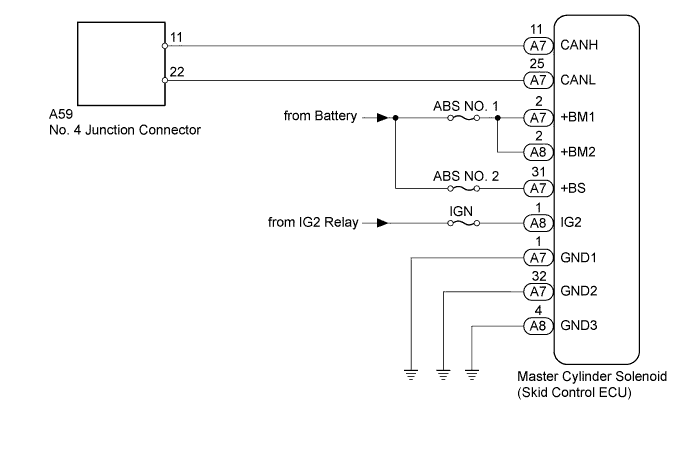 11
11
A7 CANH
22
25
A7 CANL
A59
No. 4 Junction Connector
from Battery
ABS NO. 1
2
A7 +BM1
2
A8 +BM2
ABS NO. 2
31
A7 +BS
from IG2 Relay
IGN
1
A8 IG2
1
A7 GND1
32
A7 GND2
4
A8 GND3
Master Cylinder Solenoid
(Skid Control ECU)